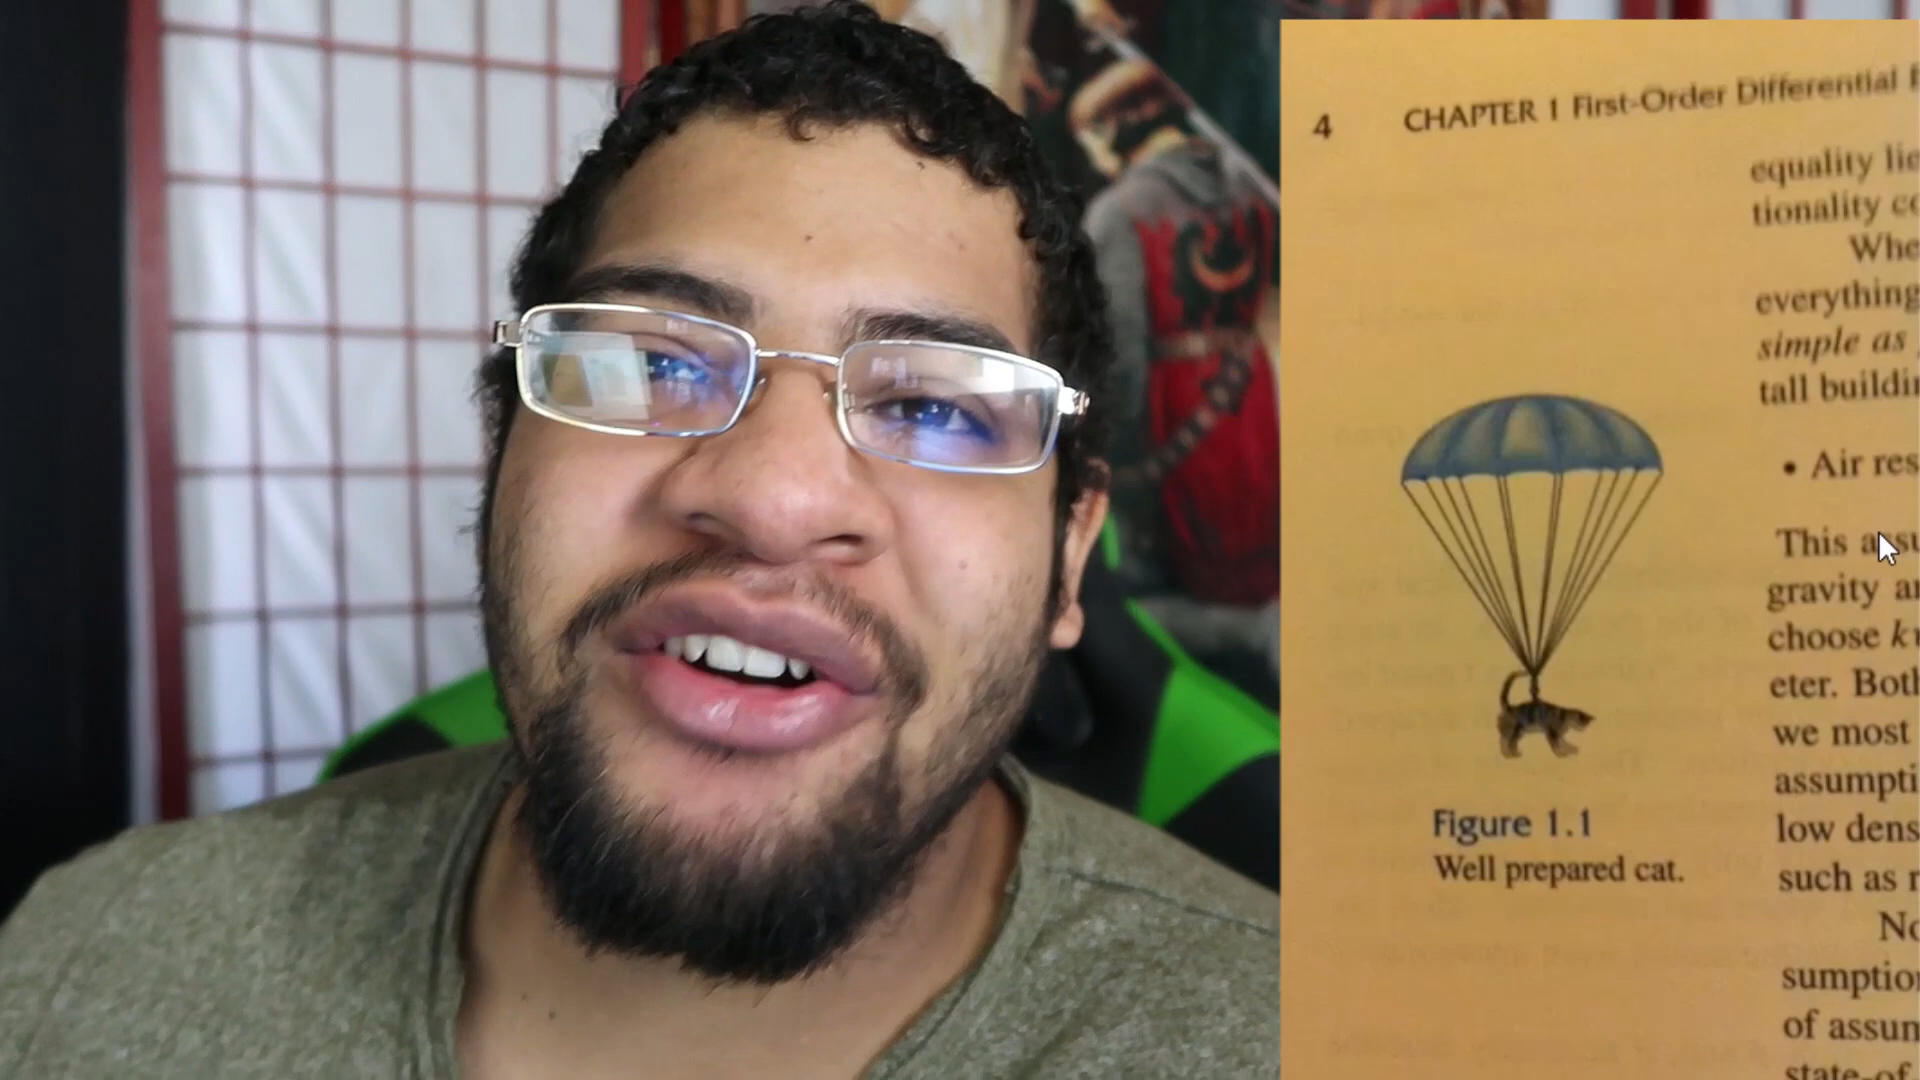 4 CHAPTER 1 First-Order Differential
equality lie
tionality
Whe
everything
simple as
tall buildin
• Air res
This assu
gravity an
choose
eter. Both
we most
assumpti
low dens
such as
No
sumption
of assum
state-of
Figure 1.1
Well prepared cat.